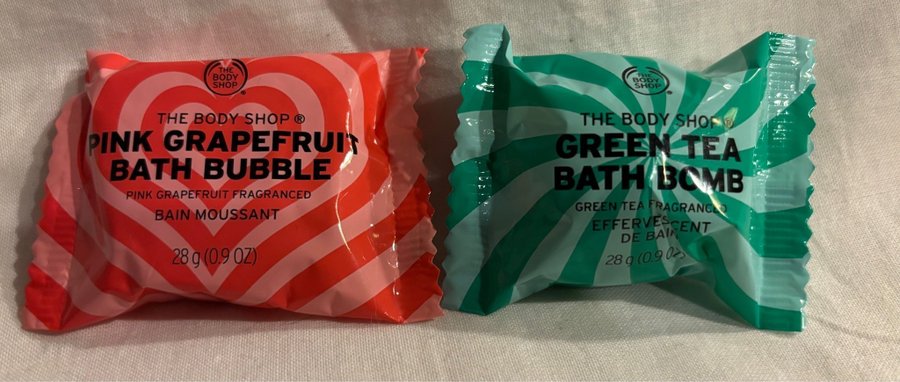 THE
BODY
SHOP®
THE BODY SHOP ®
PINK GRAPEFRUIT
BATH BUBBLE
PINK GRAPEFRUIT FRAGRANCED
BAIN MOUSSANT
28 g (0.9 OZ)
THE
BODY
SHOP®
THE BODY SHOP ®
GREEN TEA
BATH BOMB
GREEN TEA FRAGRANCED
EFFERVESCENT
DE BAIN
28 g (0.9 OZ)